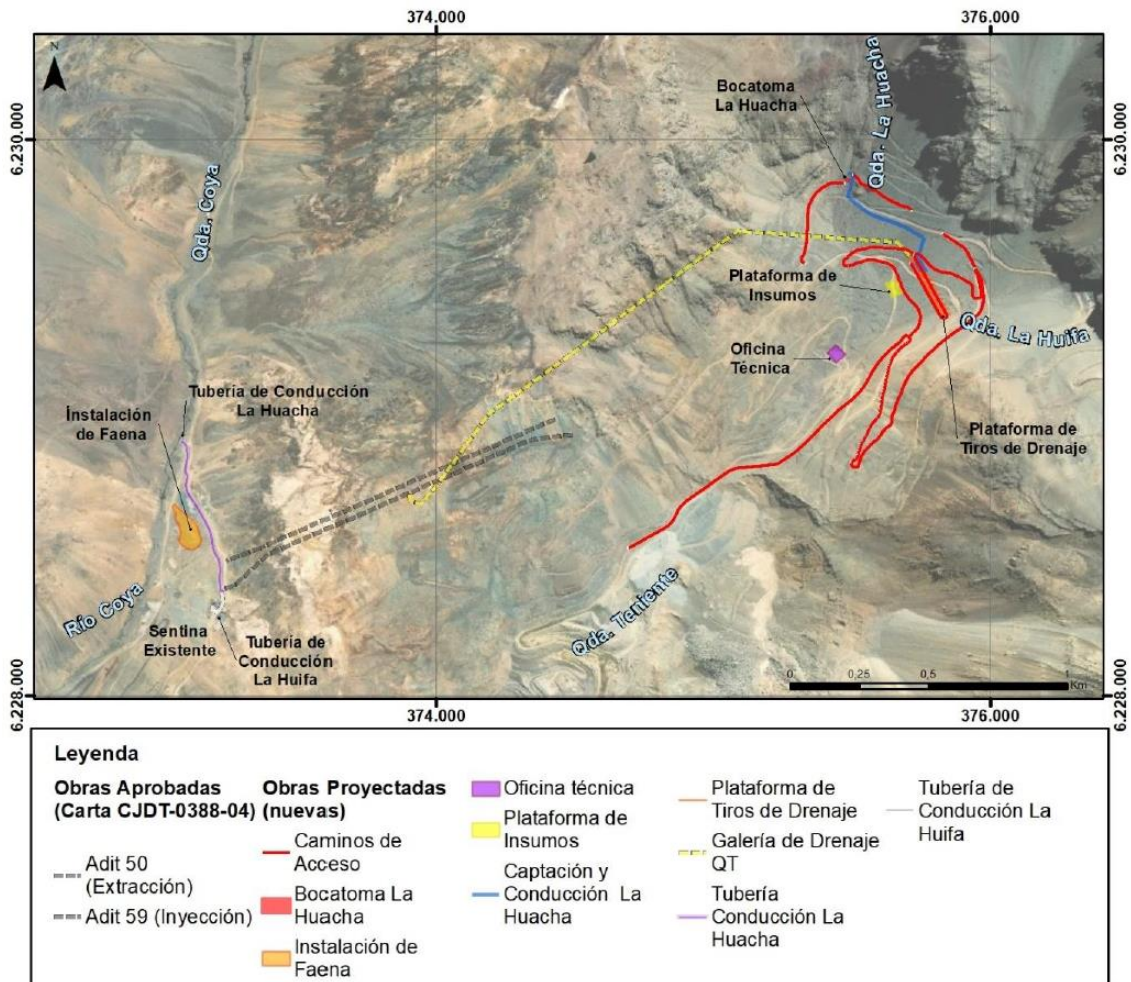 374.000
376.000
N
6.230.000
6.230.000
Bocatoma
La Huacha
Qda. La Huacha
Qda. Coya
Plataforma de
Insumos
Qda. La Huifa
Oficina
Técnica
Tubería de Conducción
La Huacha
Instalación
de Faena
Plataforma de
Tiros de Drenaje
Río Coya
Sentina
Existente
Tubería de
Conducción
La Huifa
Qda. Teniente
0
0,25
0,5
1
Km
6.228.000
6.228.000
374.000
376.000
Leyenda
Obras Aprobadas
(Carta CJDT-0388-04)
Adit 50
(Extracción)
Adit 59 (Inyección)
Obras Proyectadas
(nuevas)
Caminos de
Acceso
Bocatoma La
Huacha
Instalación de
Faena
Oficina técnica
Plataforma de
Insumos
Captación y
Conducción La
Huacha
Plataforma de
Tiros de Drenaje
Galería de Drenaje
QT
Tubería
Conducción La
Huacha
Tubería de
Conducción La
Huifa